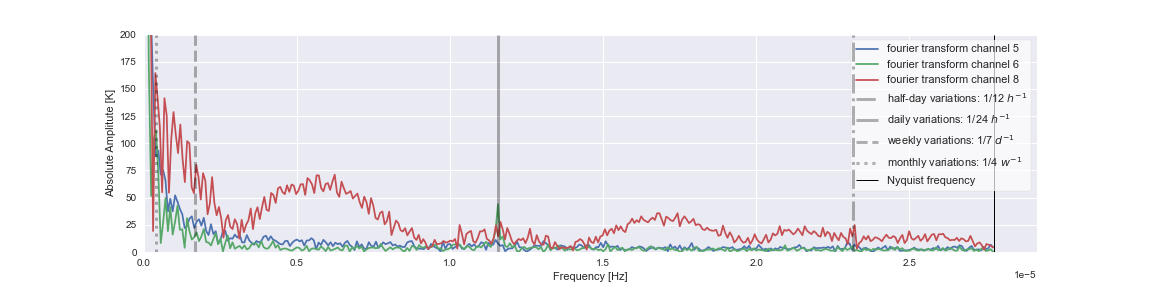 200
175
150
125
100
75
50
25
0
Absolute Amplitute [K]
0.0
0.5
1.0
1.5
2.0
2.5
1e−5
Frequency [Hz]
fourier transform channel 5
fourier transform channel 6
fourier transform channel 8
half-day variations: 1/12 h⁻¹
daily variations: 1/24 h⁻¹
weekly variations: 1/7 d⁻¹
monthly variations: 1/4 w⁻¹
Nyquist frequency